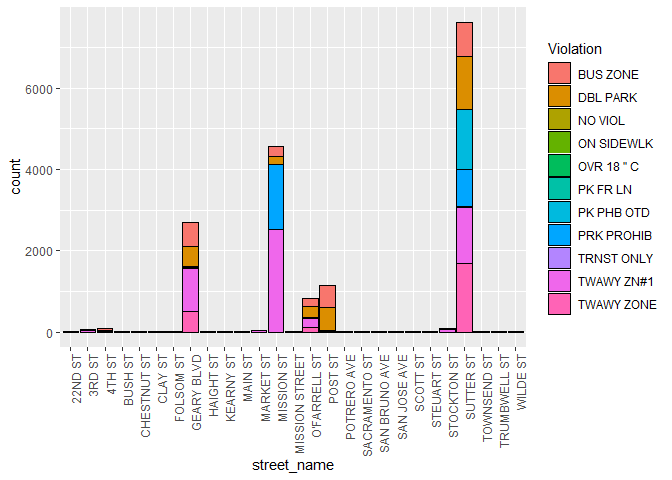 count
6000
4000
2000
0
22ND ST
3RD ST
4TH ST
BUSH ST
CHESTNUT ST
CLAY ST
FOLSOM ST
GEARY BLVD
HAIGHT ST
KEARNY ST
MAIN ST
MARKET ST
MISSION ST
MISSION STREET
O'FARRELL ST
POST ST
POTRERO AVE
SACRAMENTO ST
SAN BRUNO AVE
SAN JOSE AVE
SCOTT ST
STEUART ST
STOCKTON ST
SUTTER ST
TOWNSEND ST
TRUMBWELL ST
WILDE ST
street_name
Violation
BUS ZONE
DBL PARK
NO VIOL
ON SIDEWLK
OVR 18 " C
PK FR LN
PK PHB OTD
PRK PROHIB
TRNST ONLY
TWAWY ZN#1
TWAWY ZONE